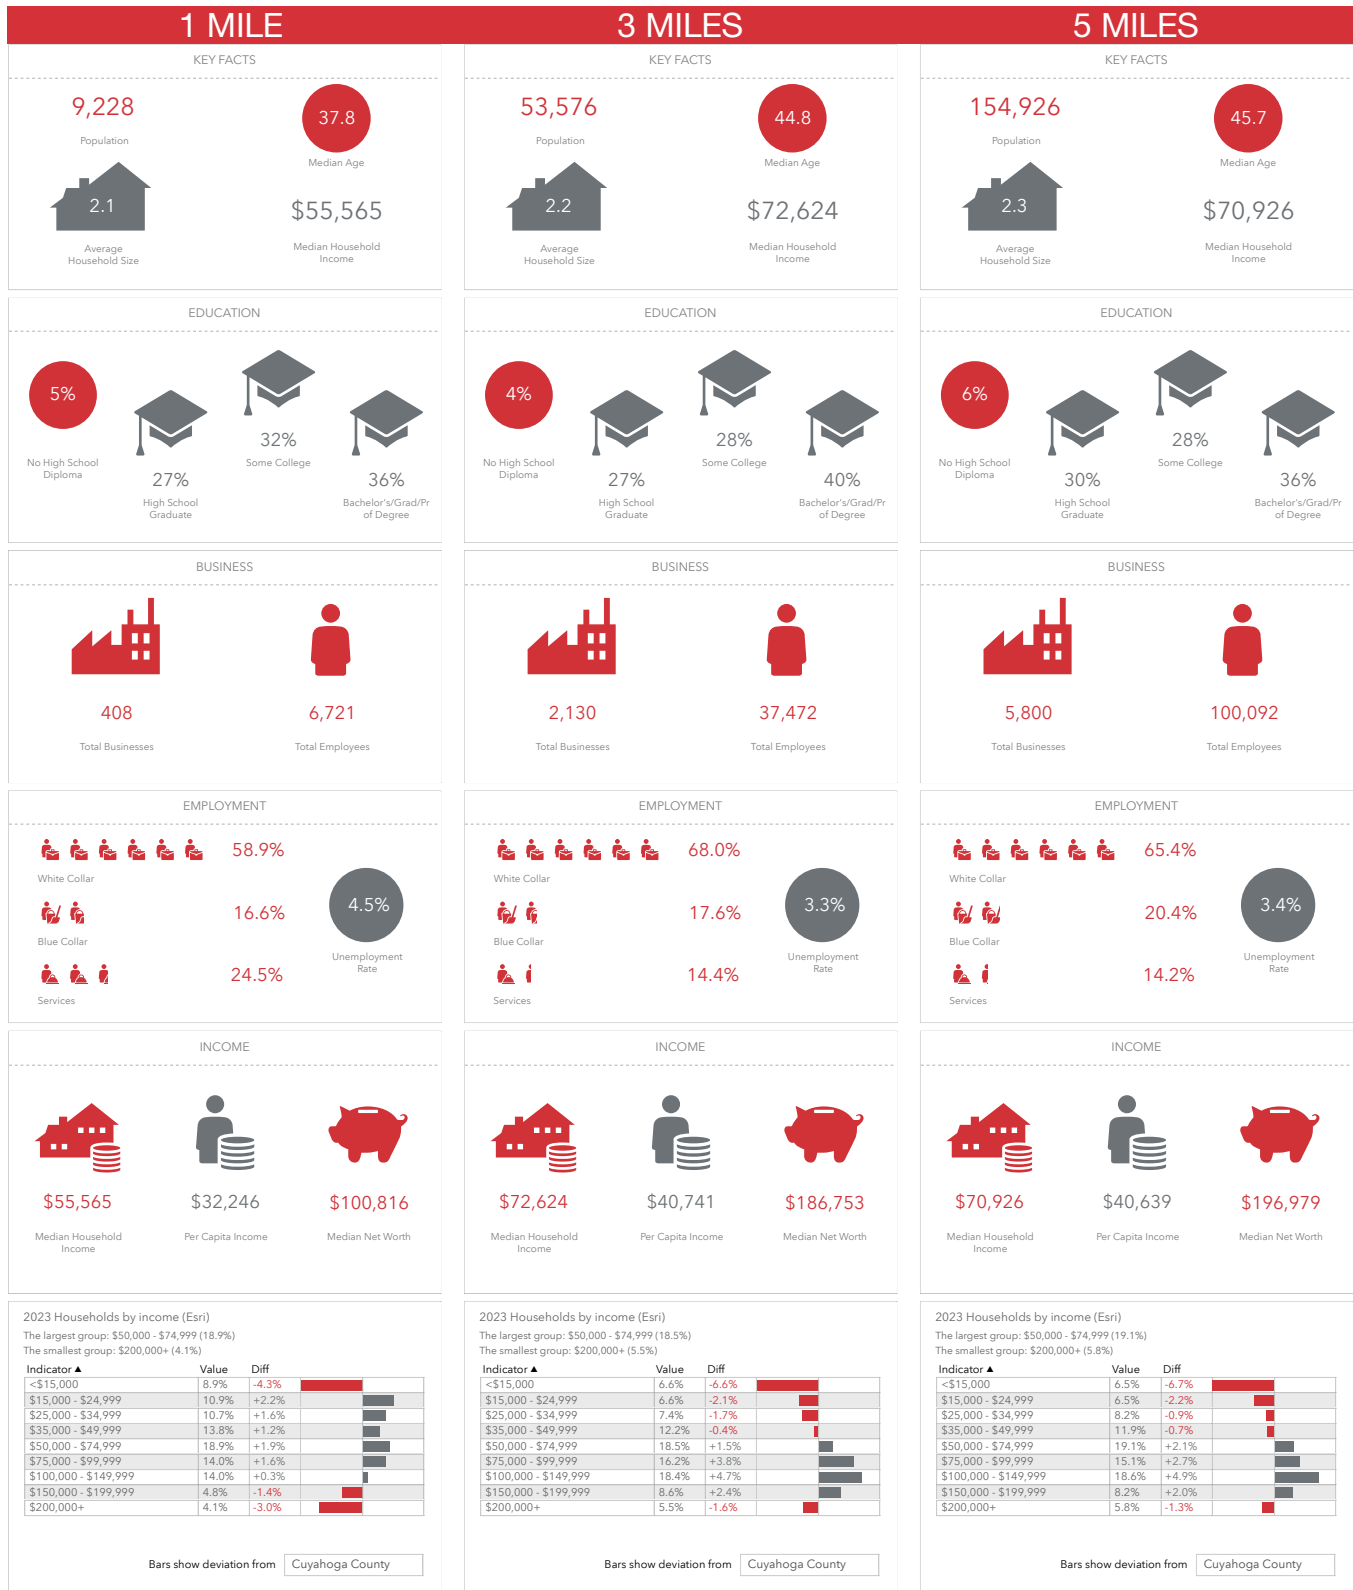 1 MILE
KEY FACTS
9,228
Population
37.8
Median Age
2.1
Average
Household Size
$55,565
Median Household
Income
EDUCATION
5%
No High School
Diploma
27%
High School
Graduate
32%
Some College
36%
Bachelor's/Grad/Pr
of Degree
BUSINESS
408
Total Businesses
6,721
Total Employees
EMPLOYMENT
58.9%
White Collar
16.6%
Blue Collar
24.5%
Services
4.5%
Unemployment
Rate
INCOME
$55,565
Median Household
Income
$32,246
Per Capita Income
$100,816
Median Net Worth
2023 Households by income (Esri)
The largest group: $50,000 - $74,999 (18.9%)
The smallest group: $200,000+ (4.1%)
Indicator ▲ Value Diff
<$15,000 8.9% -4.3%
$15,000 - $24,999 10.9% +2.2%
$25,000 - $34,999 10.7% +1.6%
$35,000 - $49,999 13.8% +1.2%
$50,000 - $74,999 18.9% +1.9%
$75,000 - $99,999 14.0% +1.6%
$100,000 - $149,999 14.0% +0.3%
$150,000 - $199,999 4.8% -1.4%
$200,000+ 4.1% -3.0%
Bars show deviation from Cuyahoga County
3 MILES
KEY FACTS
53,576
Population
44.8
Median Age
2.2
Average
Household Size
$72,624
Median Household
Income
EDUCATION
4%
No High School
Diploma
27%
High School
Graduate
28%
Some College
40%
Bachelor's/Grad/Pr
of Degree
BUSINESS
2,130
Total Businesses
37,472
Total Employees
EMPLOYMENT
68.0%
White Collar
17.6%
Blue Collar
14.4%
Services
3.3%
Unemployment
Rate
INCOME
$72,624
Median Household
Income
$40,741
Per Capita Income
$186,753
Median Net Worth
2023 Households by income (Esri)
The largest group: $50,000 - $74,999 (18.5%)
The smallest group: $200,000+ (5.5%)
Indicator ▲ Value Diff
<$15,000 6.6% -6.6%
$15,000 - $24,999 6.6% -2.1%
$25,000 - $34,999 7.4% -1.7%
$35,000 - $49,999 12.2% -0.4%
$50,000 - $74,999 18.5% +1.5%
$75,000 - $99,999 16.2% +3.8%
$100,000 - $149,999 18.4% +4.7%
$150,000 - $199,999 8.6% +2.4%
$200,000+ 5.5% -1.6%
Bars show deviation from Cuyahoga County
5 MILES
KEY FACTS
154,926
Population
45.7
Median Age
2.3
Average
Household Size
$70,926
Median Household
Income
EDUCATION
6%
No High School
Diploma
30%
High School
Graduate
28%
Some College
36%
Bachelor's/Grad/Pr
of Degree
BUSINESS
5,800
Total Businesses
100,092
Total Employees
EMPLOYMENT
65.4%
White Collar
20.4%
Blue Collar
14.2%
Services
3.4%
Unemployment
Rate
INCOME
$70,926
Median Household
Income
$40,639
Per Capita Income
$196,979
Median Net Worth
2023 Households by income (Esri)
The largest group: $50,000 - $74,999 (19.1%)
The smallest group: $200,000+ (5.8%)
Indicator ▲ Value Diff
<$15,000 6.5% -6.7%
$15,000 - $24,999 6.5% -2.2%
$25,000 - $34,999 8.2% -0.9%
$35,000 - $49,999 11.9% -0.7%
$50,000 - $74,999 19.1% +2.1%
$75,000 - $99,999 15.1% +2.7%
$100,000 - $149,999 18.6% +4.9%
$150,000 - $199,999 8.2% +2.0%
$200,000+ 5.8% -1.3%
Bars show deviation from Cuyahoga County